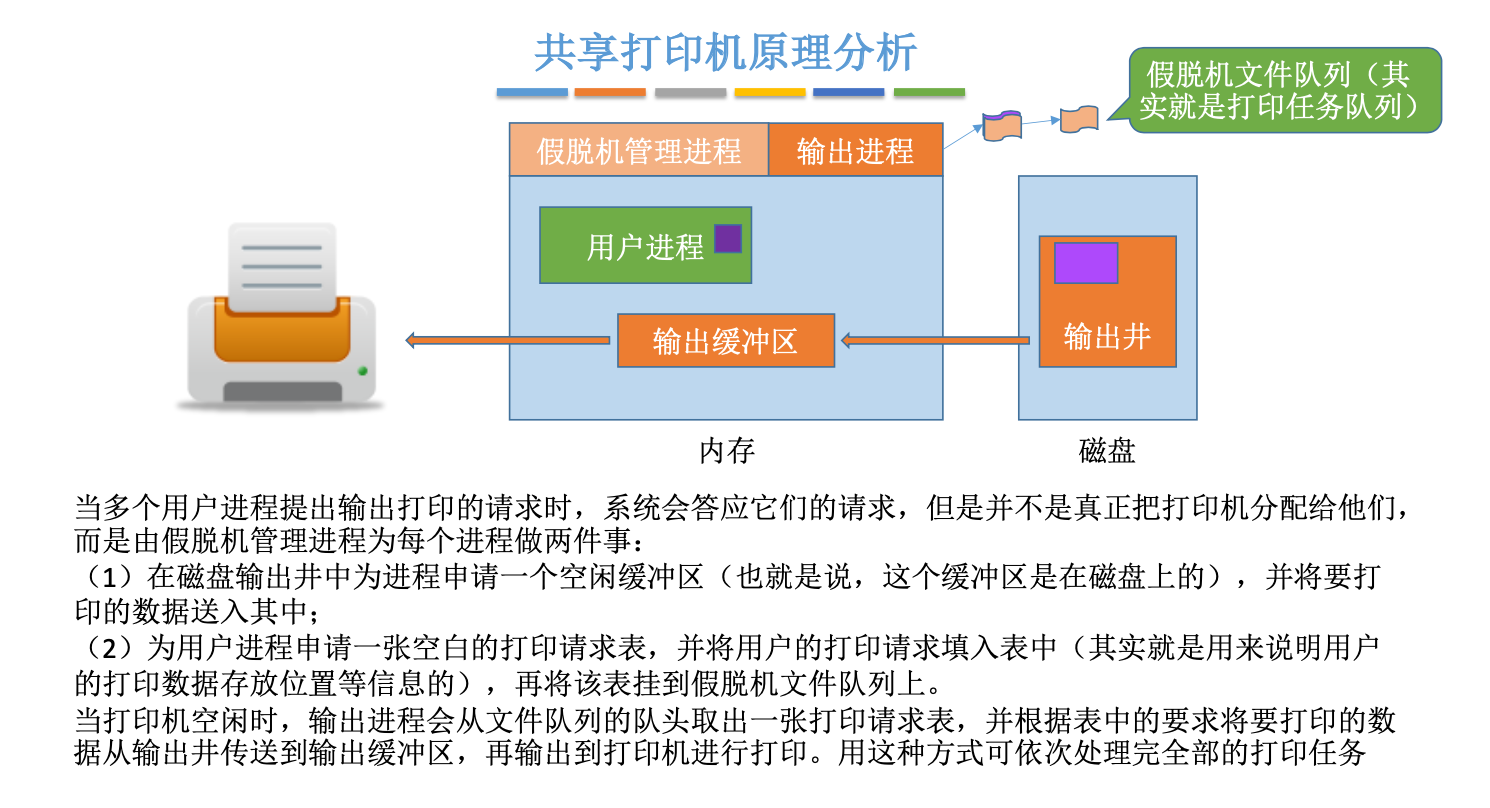 共享打印机原理分析
假脱机文件队列（其
实就是打印任务队列）
假脱机管理进程
输出进程
用户进程
输出缓冲区
输出井
内存
磁盘
当多个用户进程提出输出打印的请求时，系统会答应它们的请求，但是并不是真正把打印机分配给他们，
而是由假脱机管理进程为每个进程做两件事：
（1）在磁盘输出井中为进程申请一个空闲缓冲区（也就是说，这个缓冲区是在磁盘上的），并将要打
印的数据送入其中；
（2）为用户进程申请一张空白的打印请求表，并将用户的打印请求填入表中（其实就是用来说明用户
的打印数据存放位置等信息的），再将该表挂到假脱机文件队列上。
当打印机空闲时，输出进程会从文件队列的队头取出一张打印请求表，并根据表中的要求将要打印的数
据从输出井传送到输出缓冲区，再输出到打印机进行打印。用这种方式可依次处理完全部的打印任务